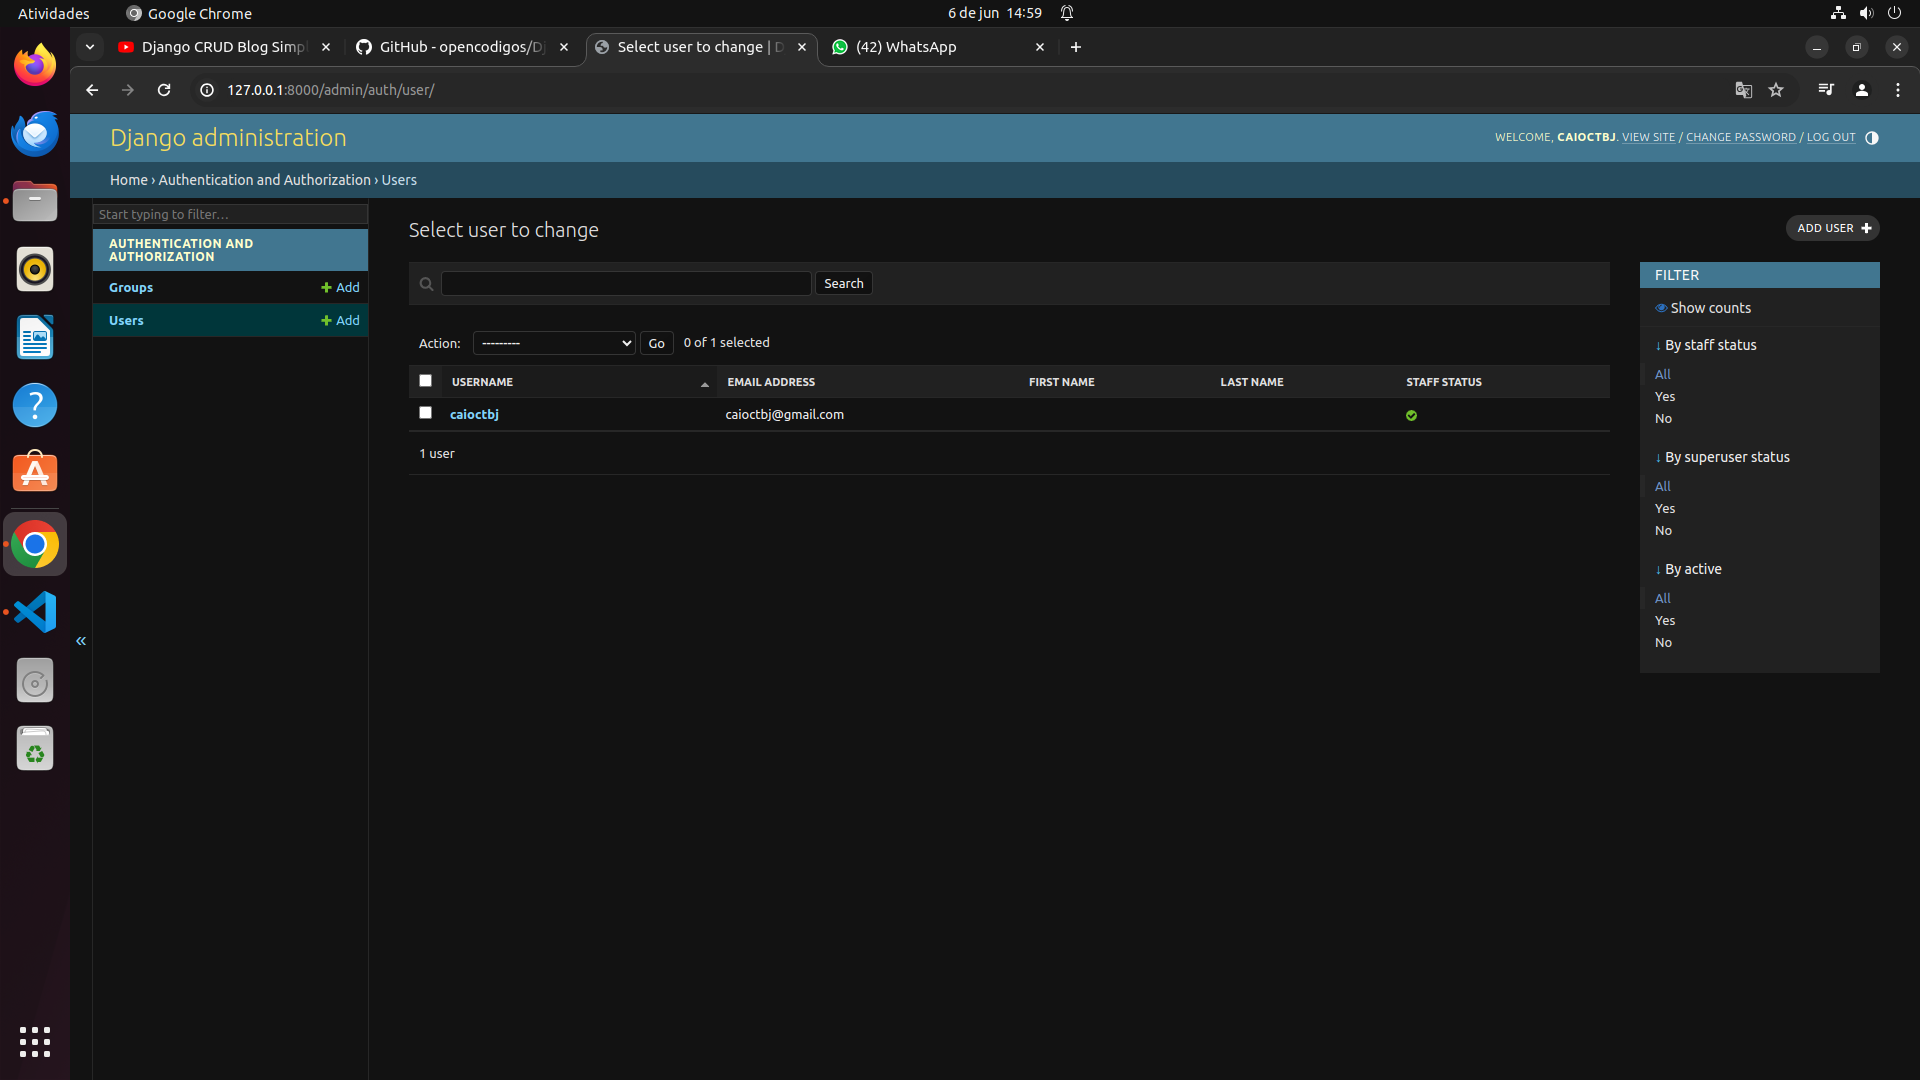 Atividades
Google Chrome
6 de jun 14:59
Django CRUD Blog Simpl
GitHub - opencodigos/Dj
Select user to change | D
(42) WhatsApp
127.0.0.1:8000/admin/auth/user/
Django administration
WELCOME, CAIOCTBJ. VIEW SITE / CHANGE PASSWORD / LOG OUT
Home › Authentication and Authorization › Users
Start typing to filter...
AUTHENTICATION AND
AUTHORIZATION
Groups
+ Add
Users
+ Add
«
Select user to change
ADD USER +
Search
Action:
---------
Go
0 of 1 selected
USERNAME
EMAIL ADDRESS
FIRST NAME
LAST NAME
STAFF STATUS
caioctbj
caioctbj@gmail.com
1 user
FILTER
Show counts
↓ By staff status
All
Yes
No
↓ By superuser status
All
Yes
No
↓ By active
All
Yes
No